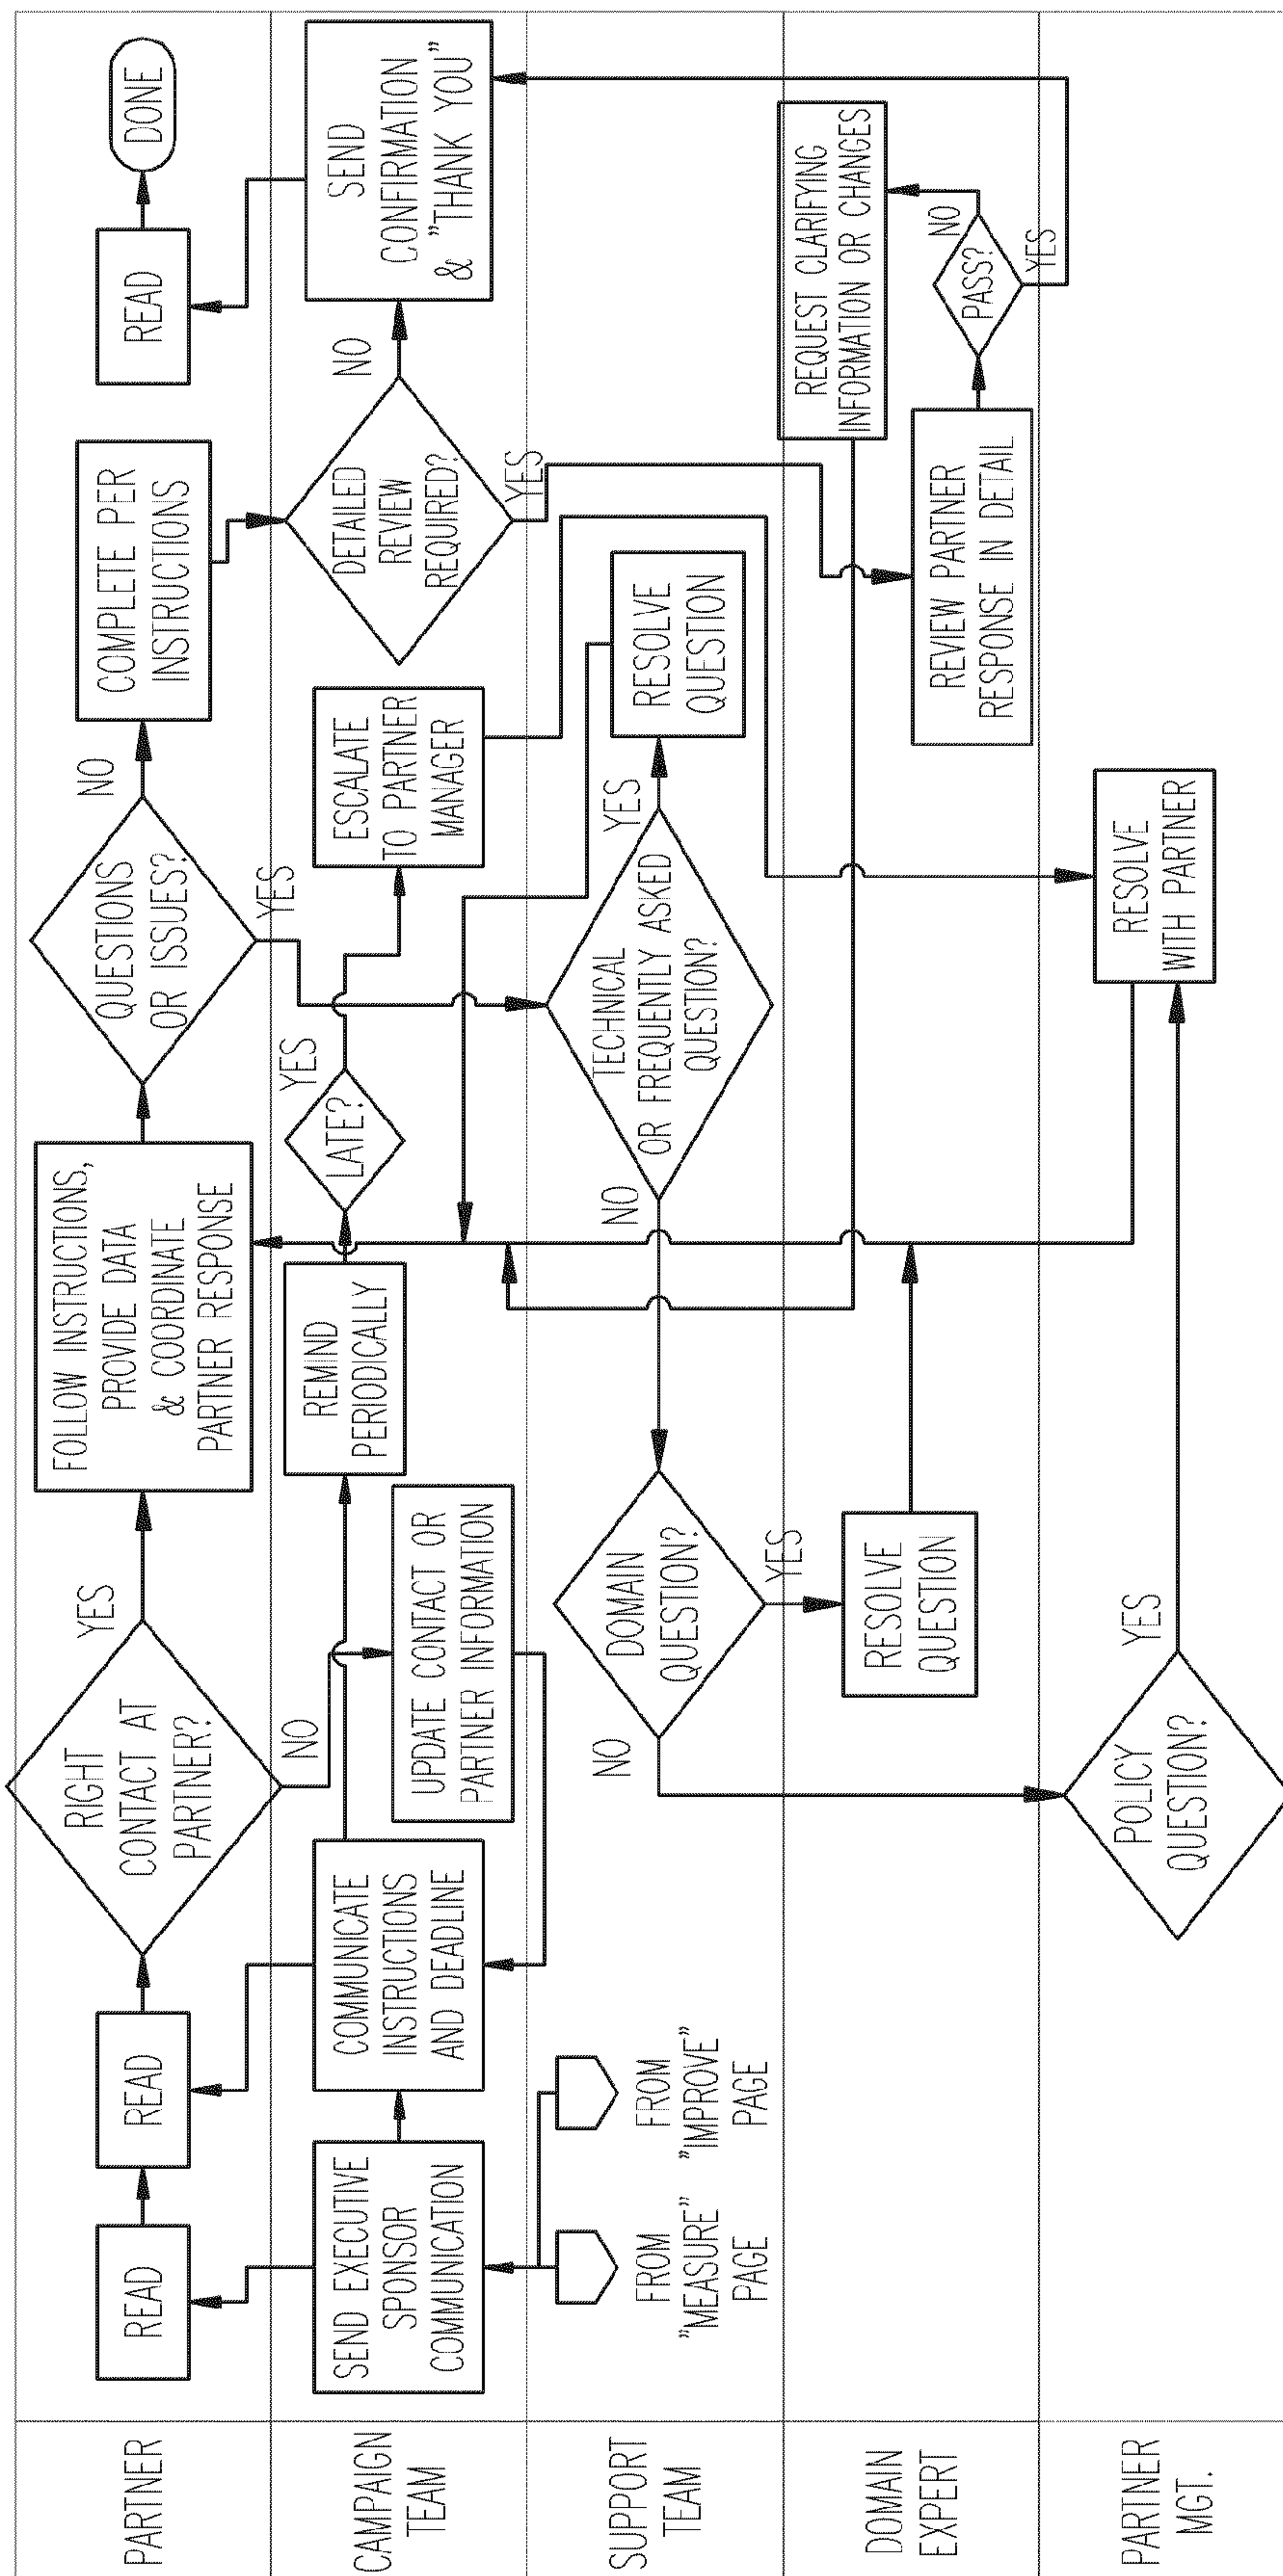 PARTNER
READ
READ
RIGHT
CONTACT AT
PARTNER?
YES
NO
FOLLOW INSTRUCTIONS,
PROVIDE DATA
& COORDINATE
PARTNER RESPONSE
QUESTIONS
OR ISSUES?
NO
YES
COMPLETE PER
INSTRUCTIONS
READ
DONE
CAMPAIGN
TEAM
SEND EXECUTIVE
SPONSOR
COMMUNICATION
COMMUNICATE
INSTRUCTIONS
AND DEADLINE
UPDATE CONTACT OR
PARTNER INFORMATION
REMIND
PERIODICALLY
LATE?
YES
ESCALATE
TO PARTNER
MANAGER
DETAILED
REVIEW
REQUIRED?
NO
YES
SEND
CONFIRMATION
& "THANK YOU"
SUPPORT
TEAM
FROM
"MEASURE"
PAGE
FROM
"IMPROVE"
PAGE
NO
DOMAIN
QUESTION?
YES
NO
TECHNICAL
OR FREQUENTLY ASKED
QUESTION?
YES
RESOLVE
QUESTION
DOMAIN
EXPERT
RESOLVE
QUESTION
REVIEW PARTNER
RESPONSE IN DETAIL
PASS?
NO
YES
REQUEST CLARIFYING
INFORMATION OR CHANGES
PARTNER
MGT.
POLICY
QUESTION?
YES
RESOLVE
WITH PARTNER